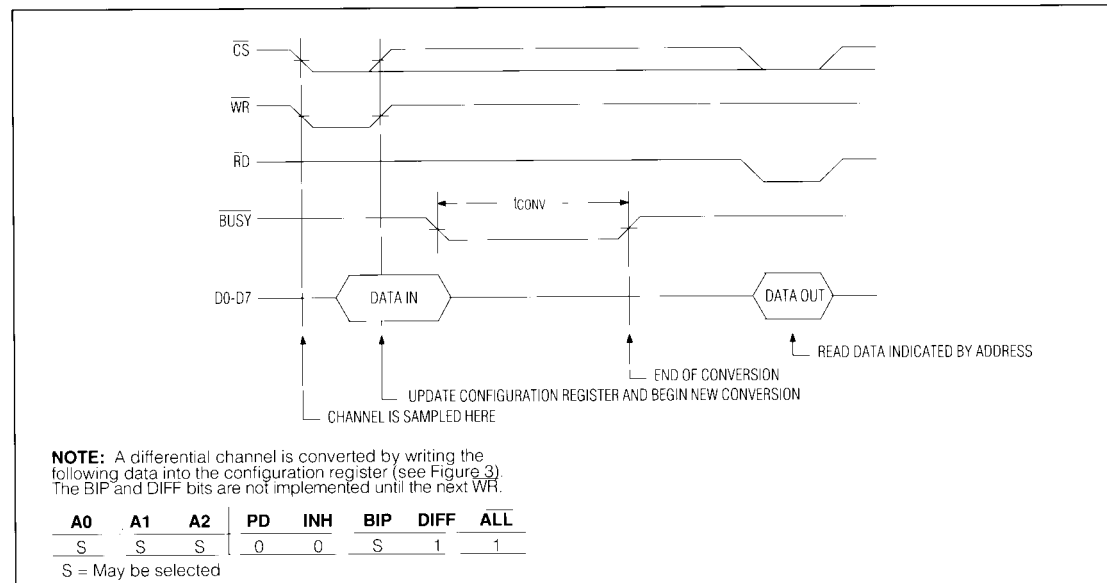 CS
WR
RD
BUSY
tCONV
D0-D7
DATA IN
DATA OUT
READ DATA INDICATED BY ADDRESS
END OF CONVERSION
UPDATE CONFIGURATION REGISTER AND BEGIN NEW CONVERSION
CHANNEL IS SAMPLED HERE
NOTE: A differential channel is converted by writing the
following data into the configuration register (see Figure 3).
The BIP and DIFF bits are not implemented until the next WR.
A0 A1 A2 PD INH BIP DIFF ALL
S S S 0 0 S 1 1
S = May be selected